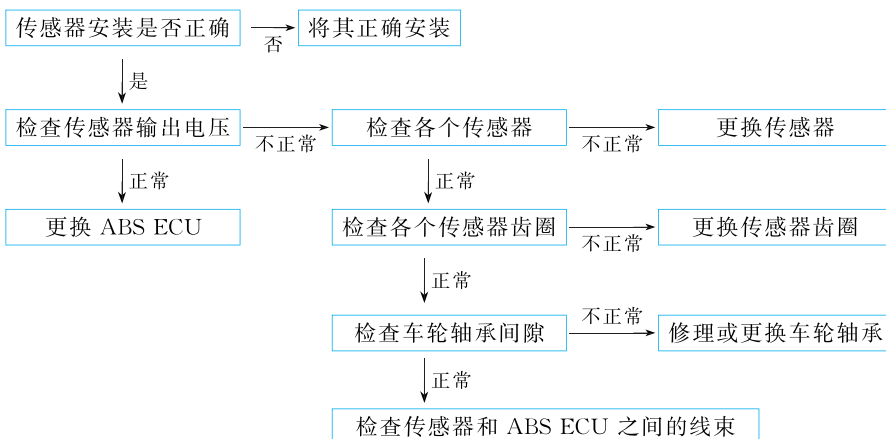 传感器安装是否正确
否
将其正确安装
是
检查传感器输出电压
不正常
检查各个传感器
不正常
更换传感器
正常
正常
更换 ABS ECU
检查各个传感器齿圈
不正常
更换传感器齿圈
正常
检查车轮轴承间隙
不正常
修理或更换车轮轴承
正常
检查传感器和 ABS ECU 之间的线束